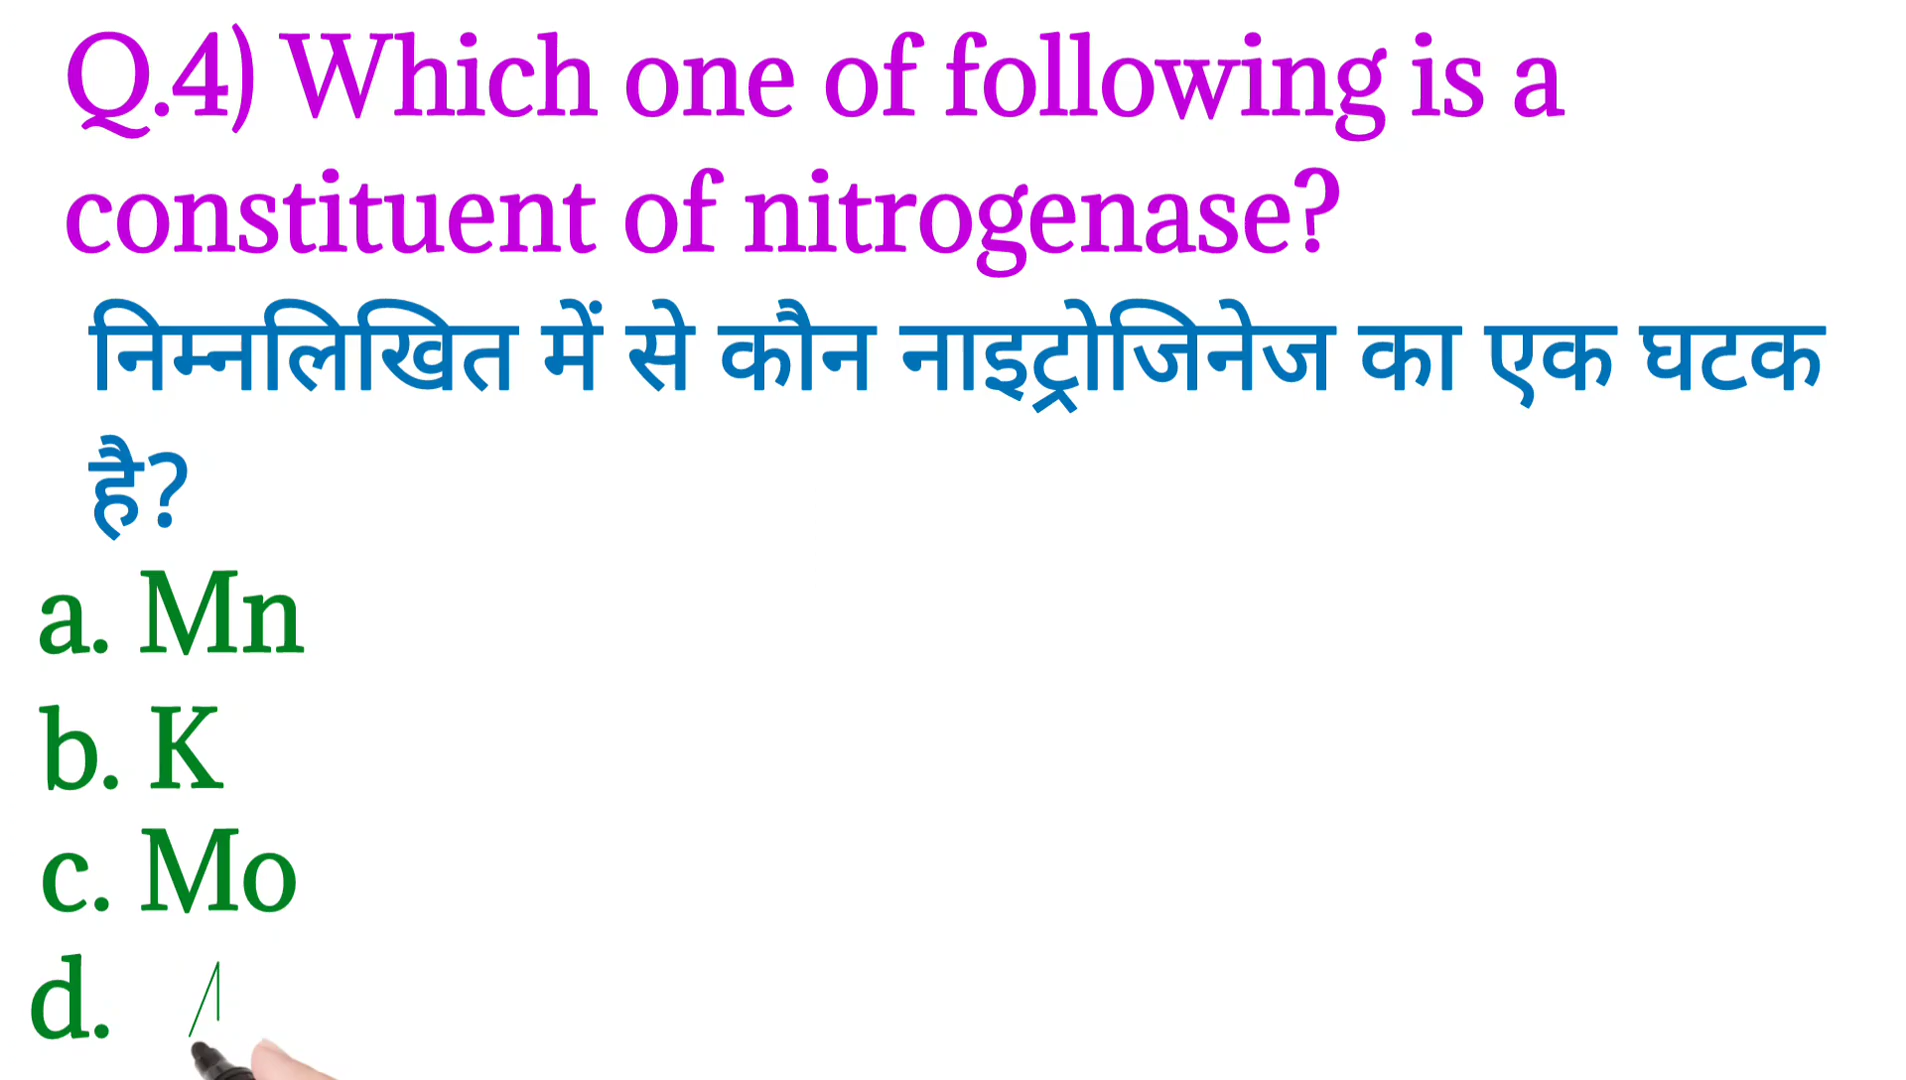 Q.4) Which one of following is a
constituent of nitrogenase?
निम्नलिखित में से कौन नाइट्रोजिनेज का एक घटक
है?
a. Mn
b. K
c. Mo
d.